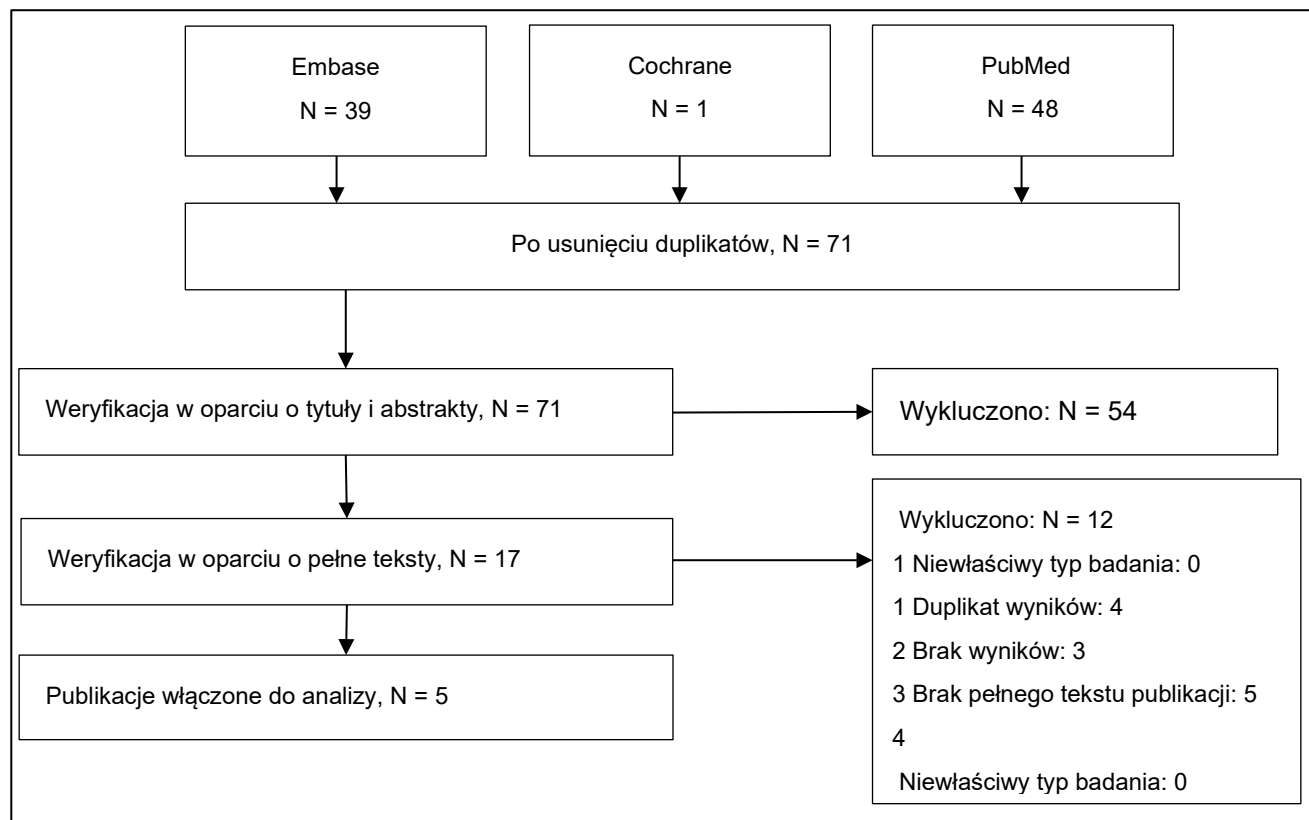 Embase
N = 39
Cochrane
N = 1
PubMed
N = 48
Po usunięciu duplikatów, N = 71
Weryfikacja w oparciu o tytuły i abstrakty, N = 71
Wykluczono: N = 54
Weryfikacja w oparciu o pełne teksty, N = 17
Wykluczono: N = 12
1 Niewłaściwy typ badania: 0
1 Duplikat wyników: 4
2 Brak wyników: 3
3 Brak pełnego tekstu publikacji: 5
4
Niewłaściwy typ badania: 0
Publikacje włączone do analizy, N = 5